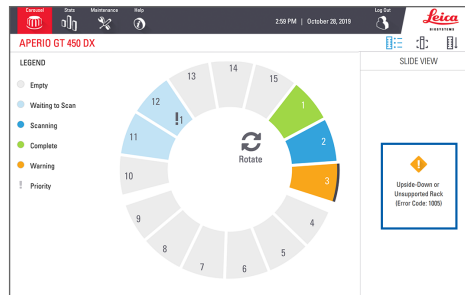 Carousel
Stats
Maintenance
Help
2:59 PM | October 28, 2019
Log Out
Leica
BIOSYSTEMS
APERIO GT 450 DX
LEGEND
Empty
Waiting to Scan
Scanning
Complete
Warning
! Priority
SLIDE VIEW
1
2
3
4
5
6
7
8
9
10
11
12
!1
13
14
15
Rotate
Upside-Down or
Unsupported Rack
(Error Code: 1005)